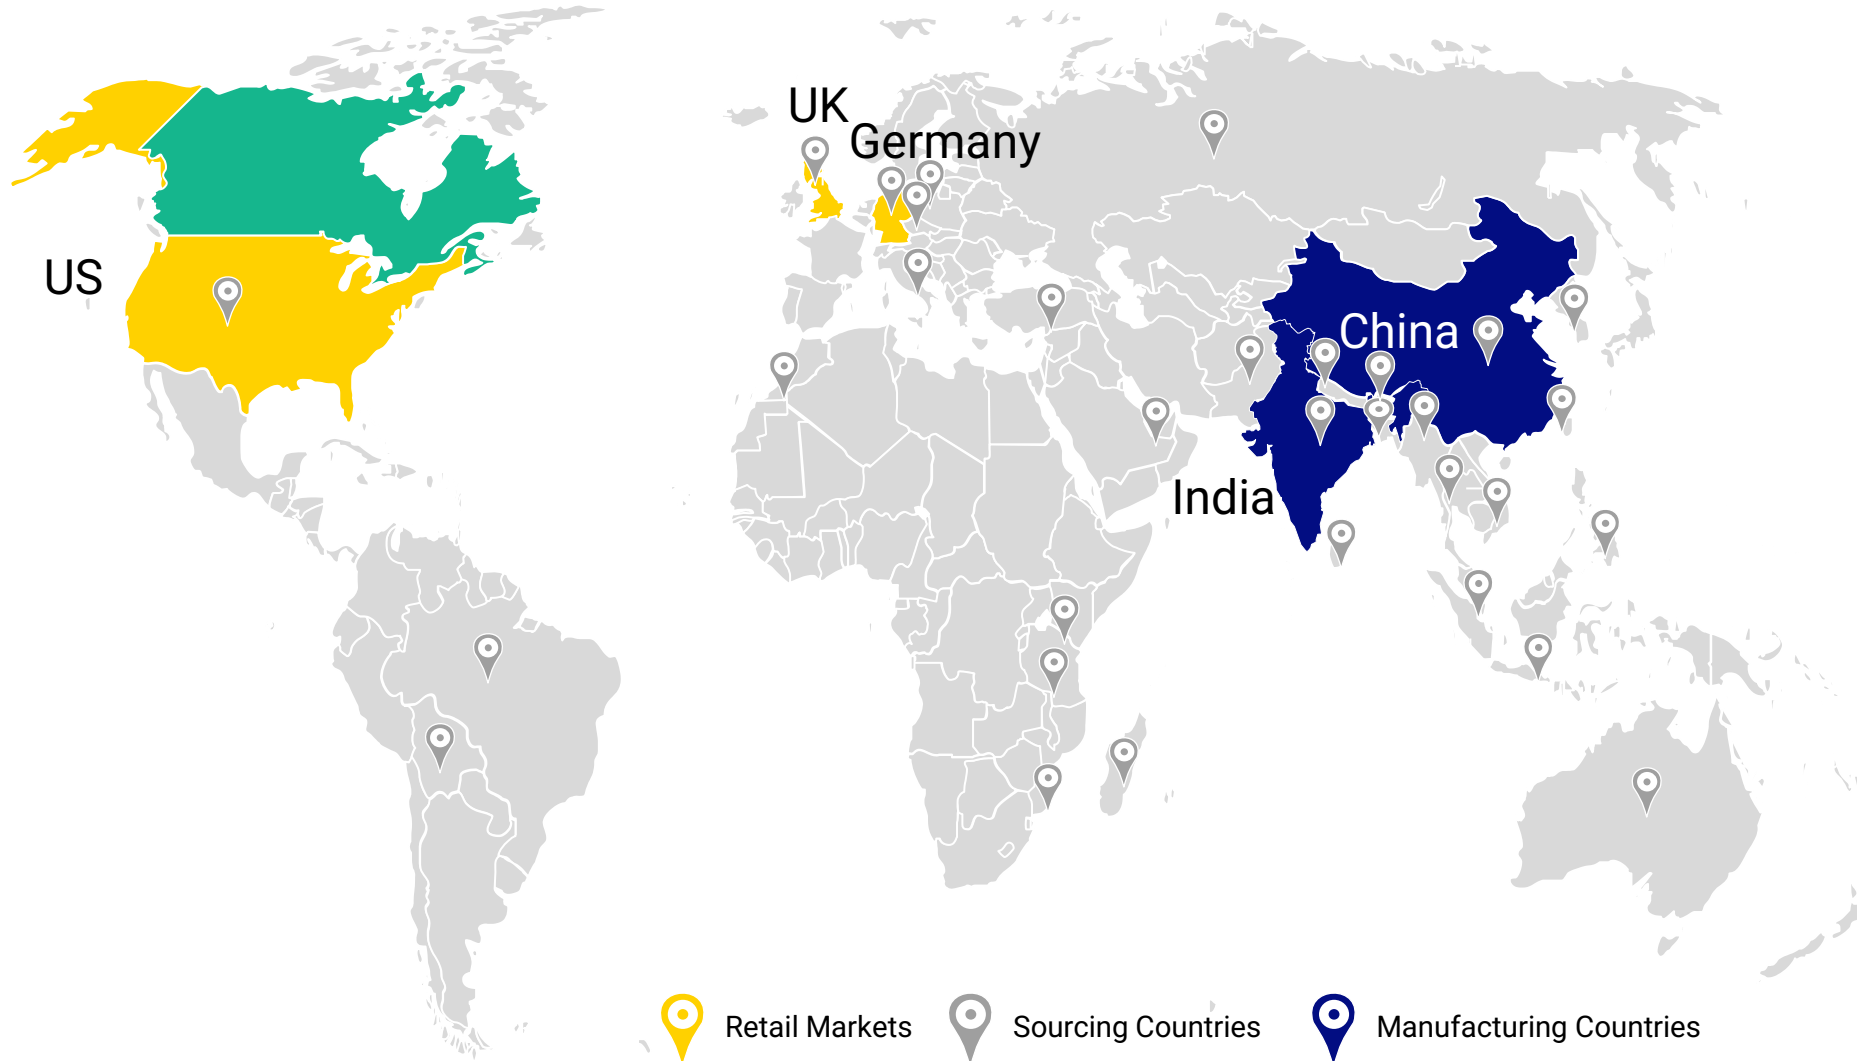 UK
Germany
US
China
India
Retail Markets
Sourcing Countries
Manufacturing Countries